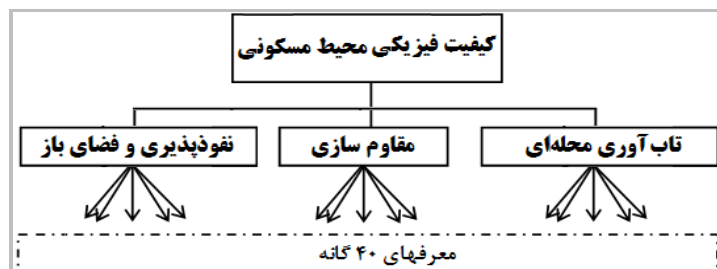 کیفیت فیزیکی محیط مسکونی
تاب‌آوری محله‌ای
مقاوم سازی
نفوذپذیری و فضای باز
معرفهای ۴۰ گانه